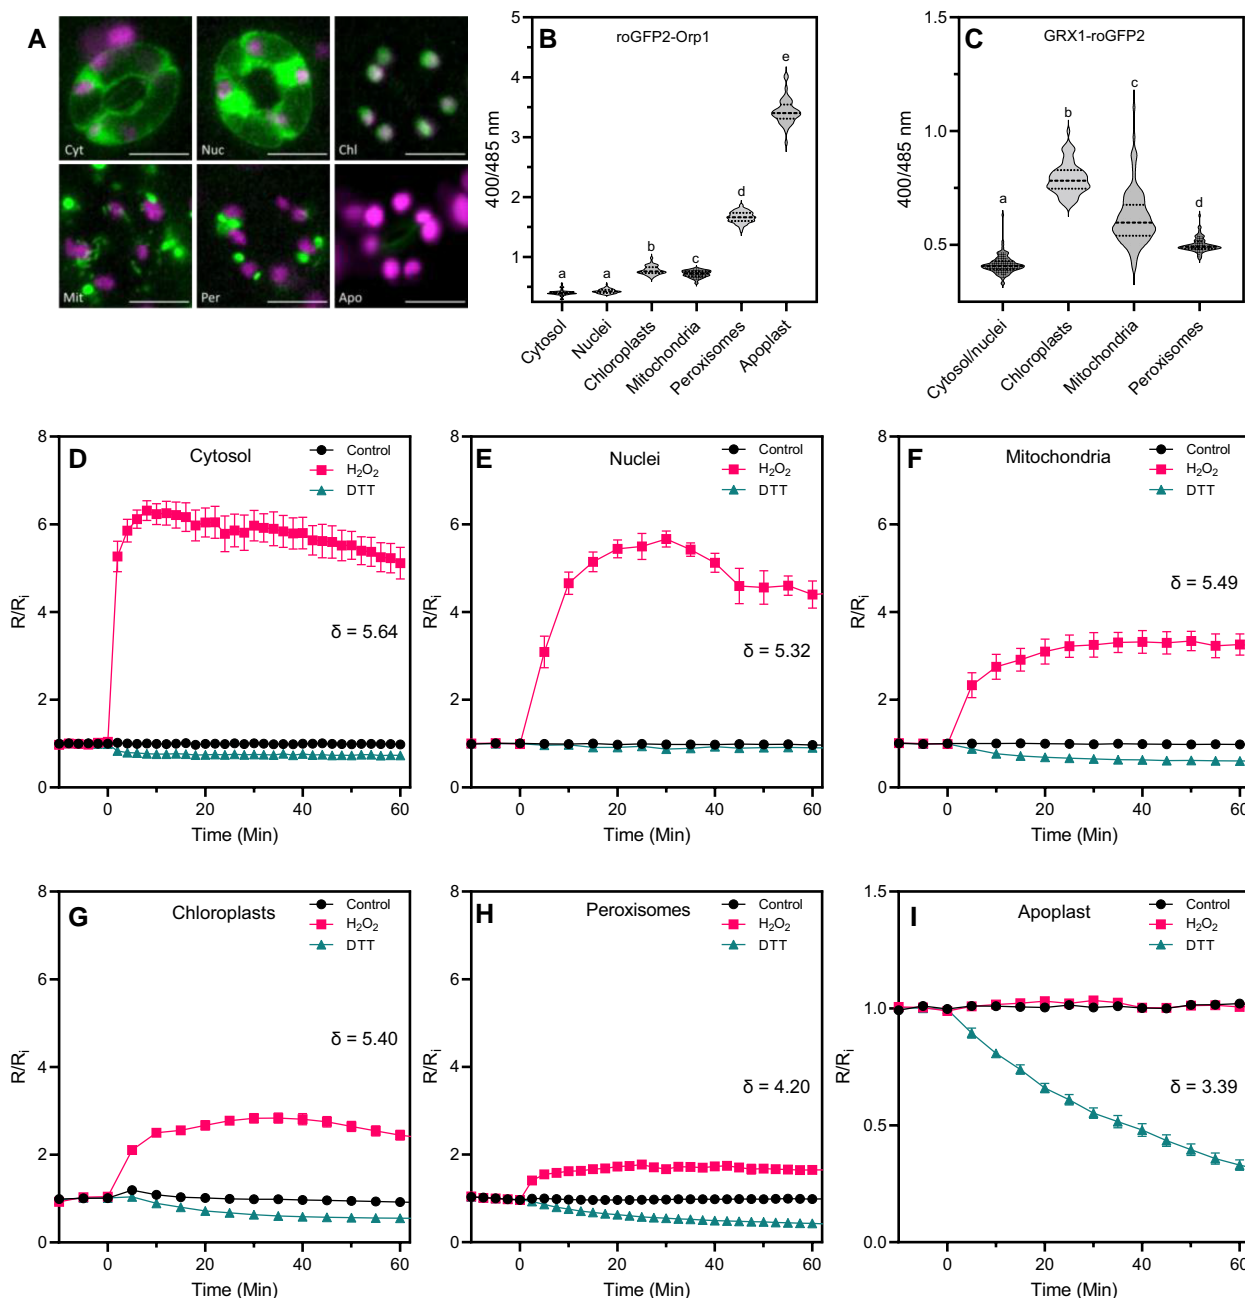 A
Cyt
Nuc
Chl
Mit
Per
Apo
B
roGFP2-Orp1
400/485 nm
5
4
3
2
1
a
a
b
c
d
e
Cytosol
Nuclei
Chloroplasts
Mitochondria
Peroxisomes
Apoplast
C
GRX1-roGFP2
400/485 nm
1.5
1.0
0.5
a
b
c
d
Cytosol/nuclei
Chloroplasts
Mitochondria
Peroxisomes
D
Cytosol
Control
H₂O₂
DTT
δ = 5.64
R/Rᵢ
8
6
4
2
0
0
20
40
60
Time (Min)
E
Nuclei
Control
H₂O₂
DTT
δ = 5.32
R/Rᵢ
8
6
4
2
0
0
20
40
60
Time (Min)
F
Mitochondria
Control
H₂O₂
DTT
δ = 5.49
R/Rᵢ
8
6
4
2
0
0
20
40
60
Time (Min)
G
Chloroplasts
Control
H₂O₂
DTT
δ = 5.40
R/Rᵢ
8
6
4
2
0
0
20
40
60
Time (Min)
H
Peroxisomes
Control
H₂O₂
DTT
δ = 4.20
R/Rᵢ
8
6
4
2
0
0
20
40
60
Time (Min)
I
Apoplast
Control
H₂O₂
DTT
δ = 3.39
R/Rᵢ
1.5
1.0
0.5
0.0
0
20
40
60
Time (Min)